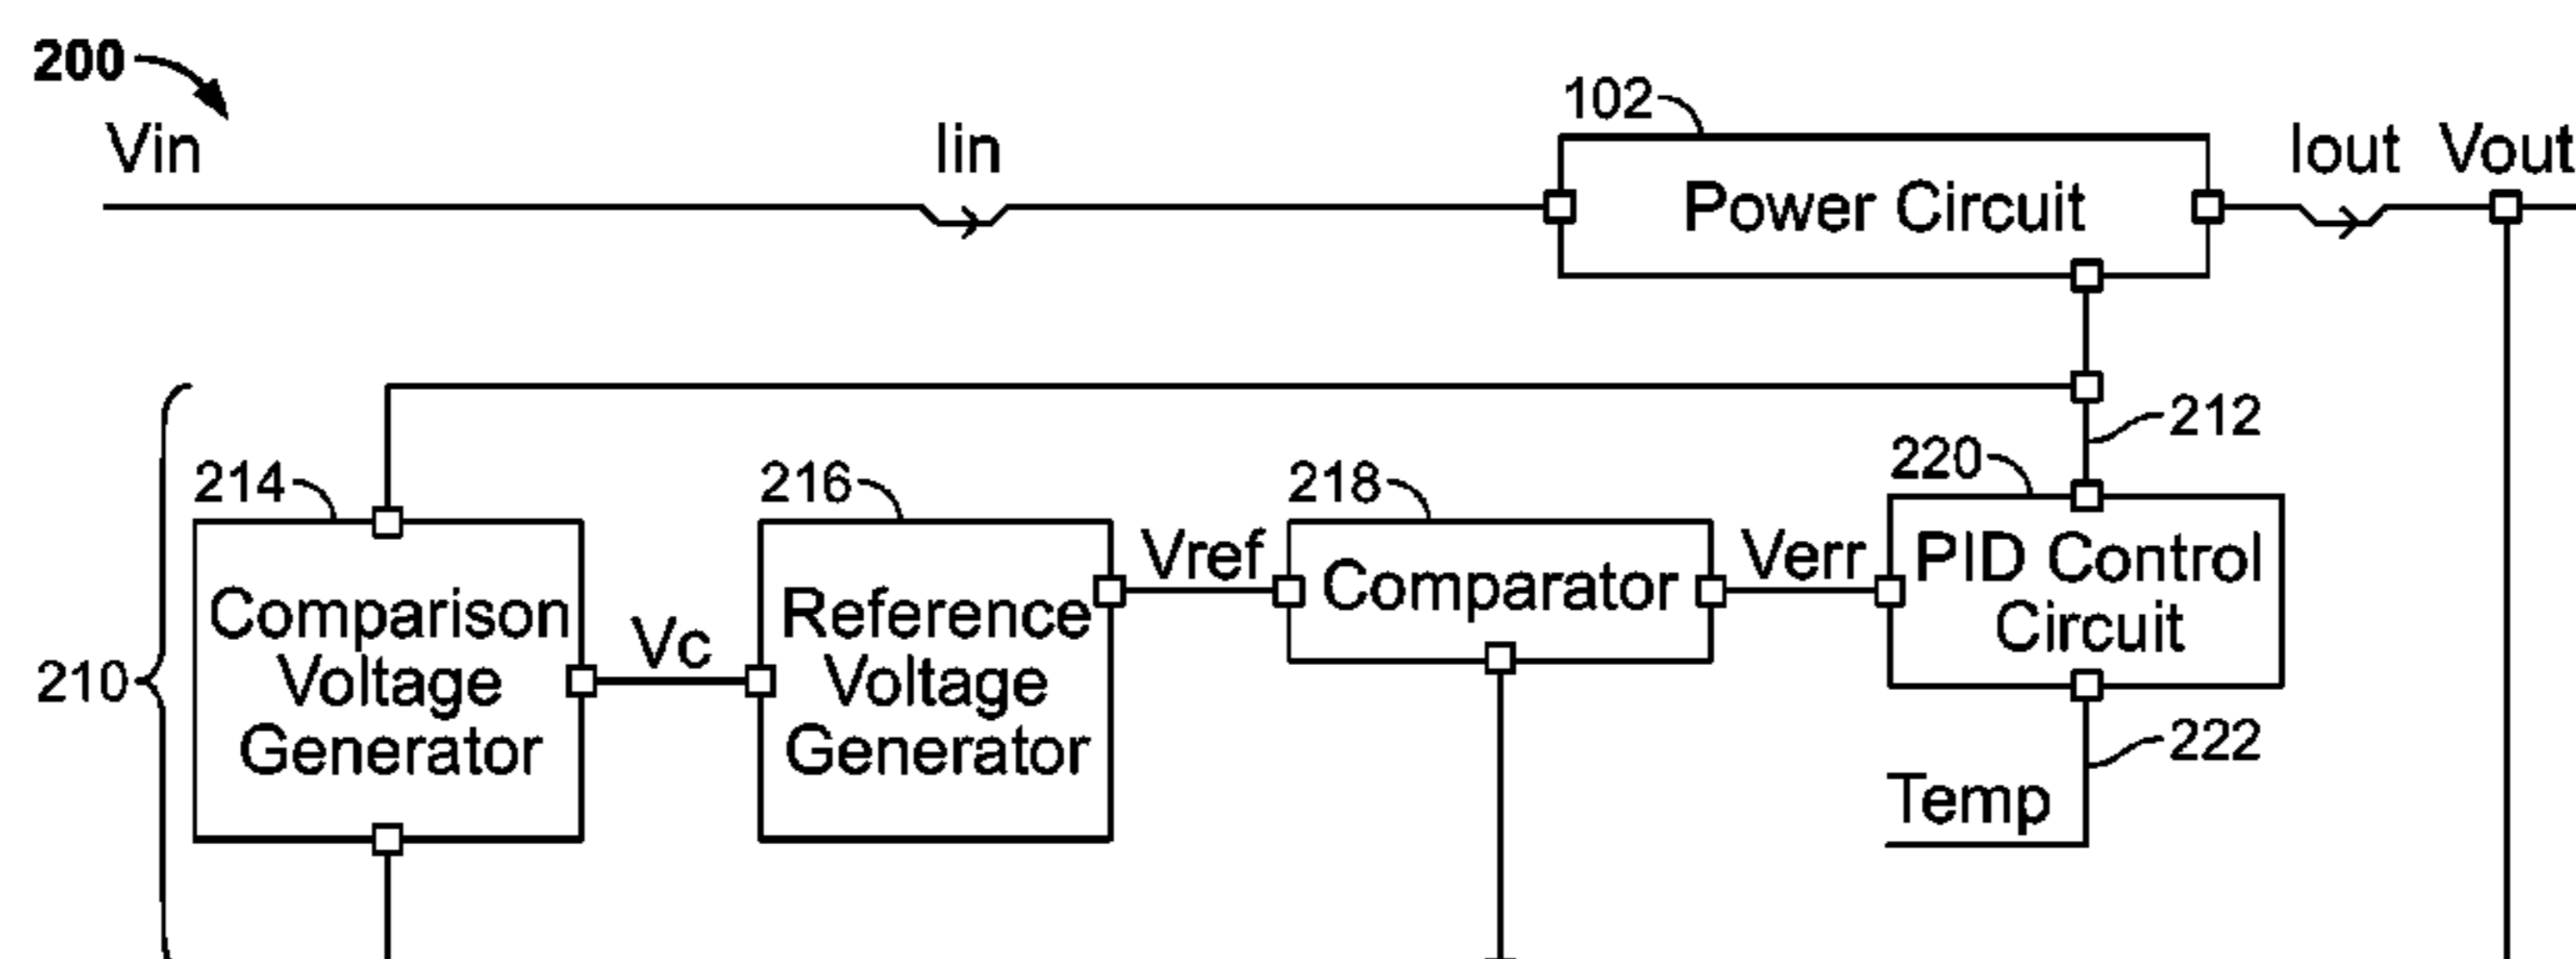 200
102
Vin
Iin
Power Circuit
Iout
Vout
212
220
214
216
218
Vref
Verr
PID Control
Circuit
Comparator
Comparison
Voltage
Generator
Vc
Reference
Voltage
Generator
210
222
Temp